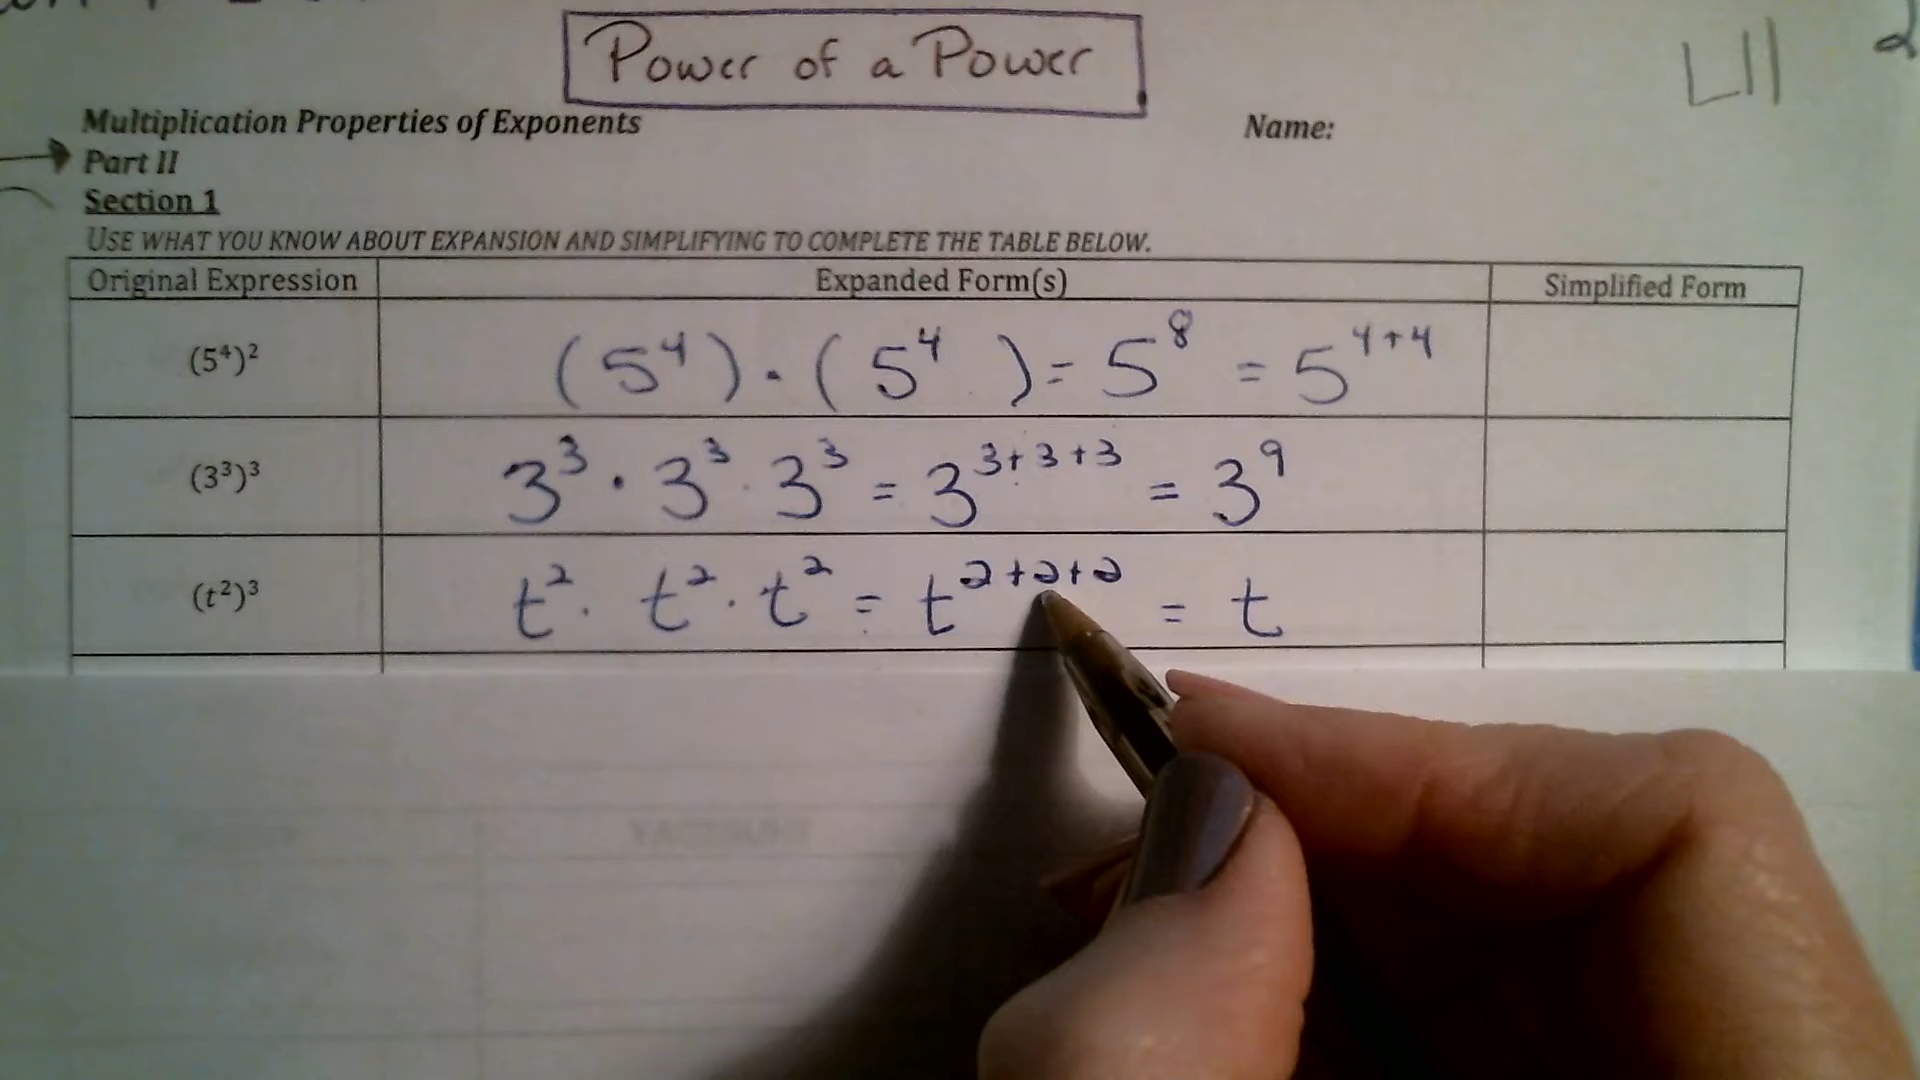 Power of a Power
L11
2
Multiplication Properties of Exponents
Name:
Part II
Section 1
USE WHAT YOU KNOW ABOUT EXPANSION AND SIMPLIFYING TO COMPLETE THE TABLE BELOW.
Original Expression Expanded Form(s) Simplified Form
(5⁴)² (5⁴) · (5⁴) = 5⁸ = 5⁴⁺⁴
(3³)³ 3³ · 3³ · 3³ = 3³⁺³⁺³ = 3⁹
(t²)³ t² · t² · t² = t²⁺²⁺² = t